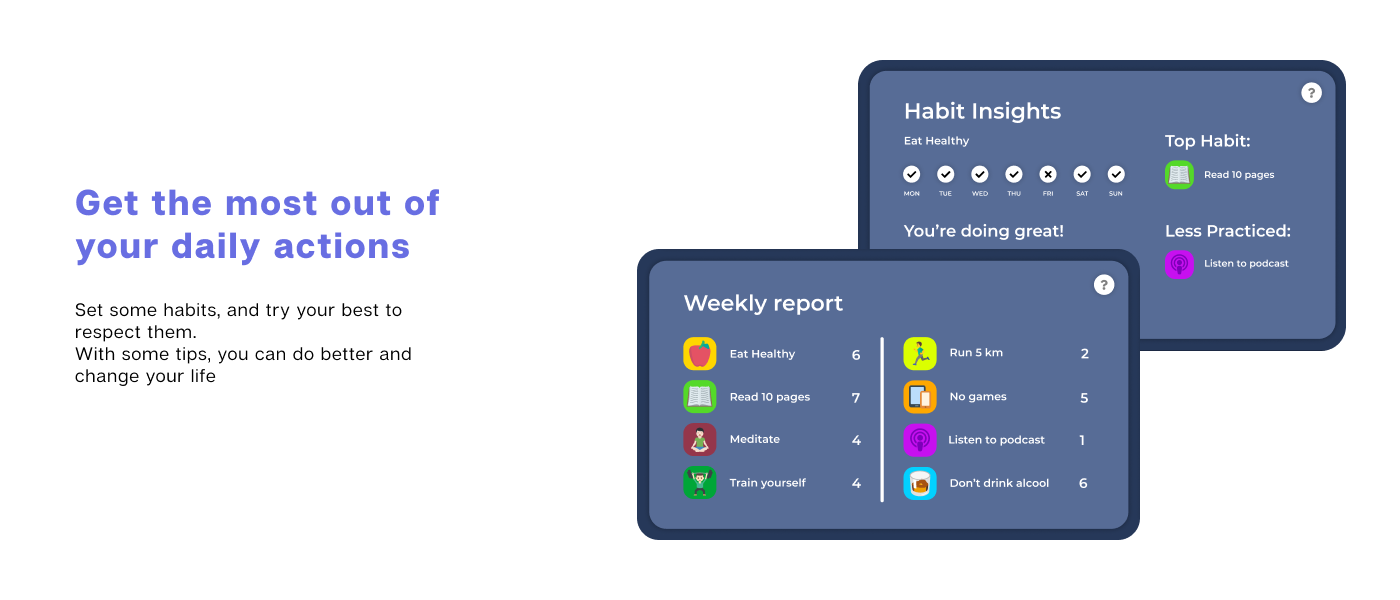 Get the most out of
your daily actions
Set some habits, and try your best to
respect them.
With some tips, you can do better and
change your life
?
Habit Insights
Eat Healthy
MON TUE WED THU FRI SAT SUN
You’re doing great!
Top Habit:
Read 10 pages
Less Practiced:
Listen to podcast
?
Weekly report
Eat Healthy 6
Read 10 pages 7
Meditate 4
Train yourself 4
Run 5 km 2
No games 5
Listen to podcast 1
Don’t drink alcool 6